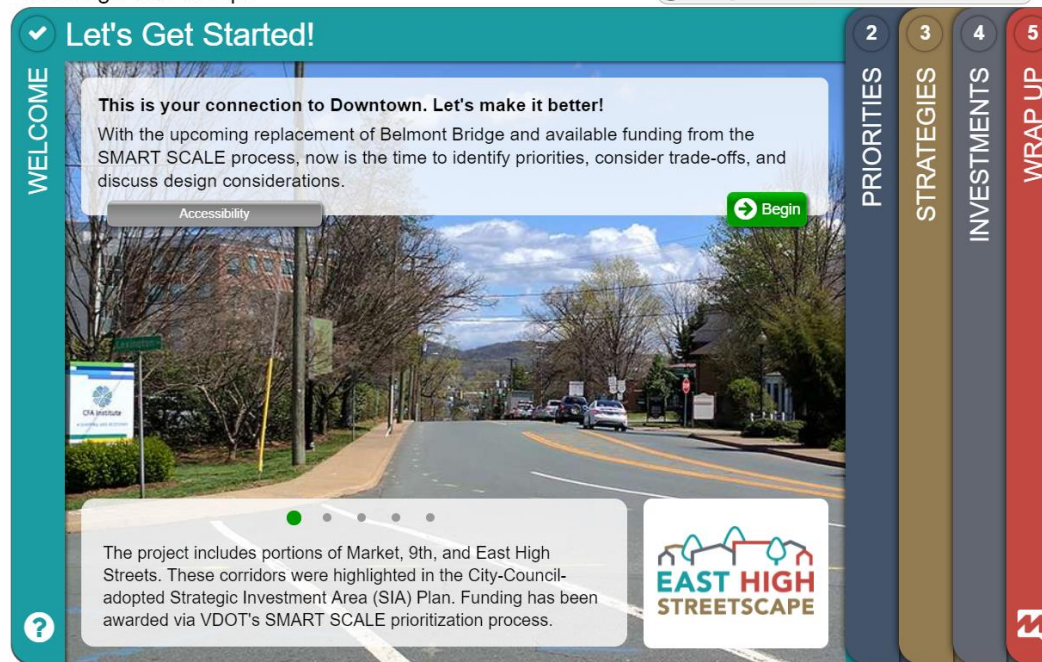 Let's Get Started!
WELCOME
This is your connection to Downtown. Let's make it better!
With the upcoming replacement of Belmont Bridge and available funding from the
SMART SCALE process, now is the time to identify priorities, consider trade-offs, and
discuss design considerations.
Accessibility
Begin
Lexington
CFA Institute
The project includes portions of Market, 9th, and East High
Streets. These corridors were highlighted in the City-Council-
adopted Strategic Investment Area (SIA) Plan. Funding has been
awarded via VDOT's SMART SCALE prioritization process.
EAST HIGH
STREETSCAPE
?
2
PRIORITIES
3
STRATEGIES
4
INVESTMENTS
5
WRAP UP